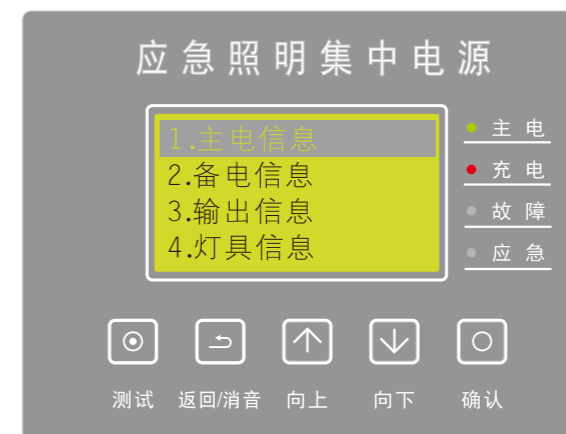 应急照明集中电源
1.主电信息
2.备电信息
3.输出信息
4.灯具信息
主电
充电
故障
应急
测试 返回/消音 向上 向下 确认